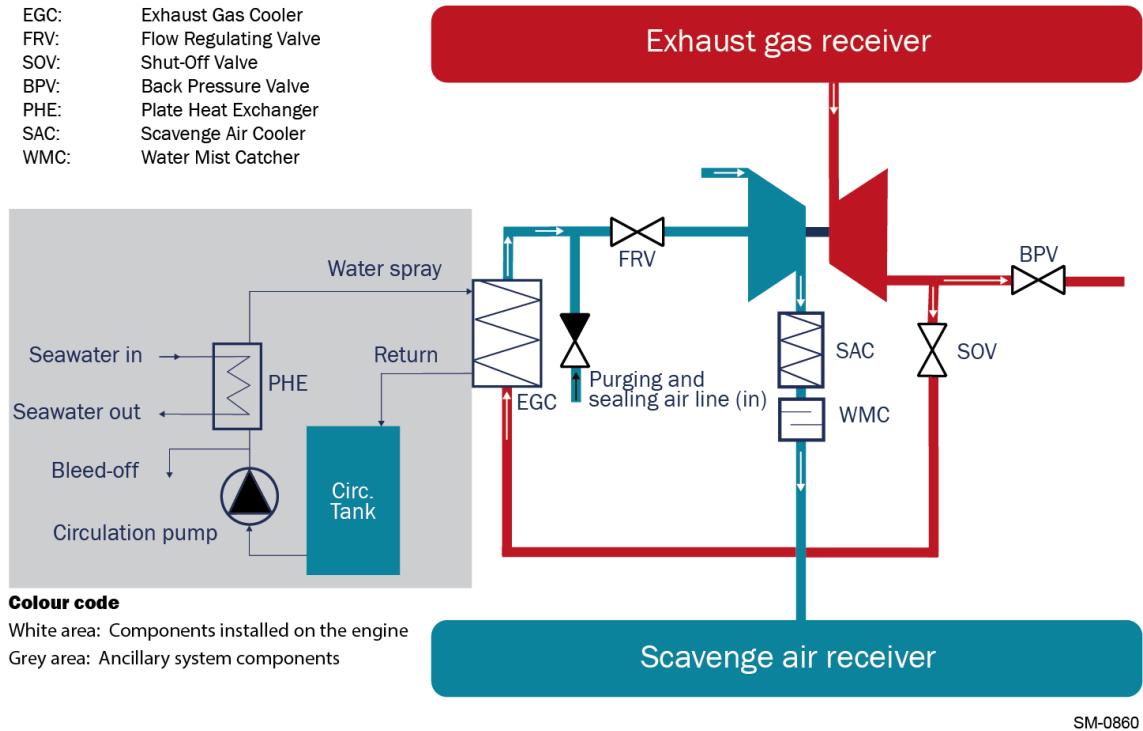 EGC: Exhaust Gas Cooler
FRV: Flow Regulating Valve
SOV: Shut-Off Valve
BPV: Back Pressure Valve
PHE: Plate Heat Exchanger
SAC: Scavenge Air Cooler
WMC: Water Mist Catcher
Exhaust gas receiver
Water spray
FRV
BPV
Seawater in
PHE
Return
Seawater out
EGC
Purging and
sealing air line (in)
SAC
SOV
WMC
Bleed-off
Circulation pump
Circ.
Tank
Colour code
White area: Components installed on the engine
Grey area: Ancillary system components
Scavenge air receiver
SM-0860